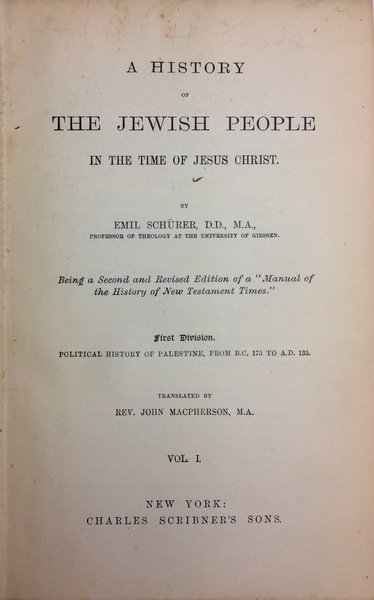 A HISTORY
OF
THE JEWISH PEOPLE
IN THE TIME OF JESUS CHRIST.
BY
EMIL SCHÜRER, D.D., M.A.,
PROFESSOR OF THEOLOGY AT THE UNIVERSITY OF GIESSEN.
Being a Second and Revised Edition of a "Manual of
the History of New Testament Times."
First Division.
POLITICAL HISTORY OF PALESTINE, FROM B.C. 175 TO A.D. 135.
TRANSLATED BY
REV. JOHN MACPHERSON, M.A.
VOL. I.
NEW YORK:
CHARLES SCRIBNER'S SONS.